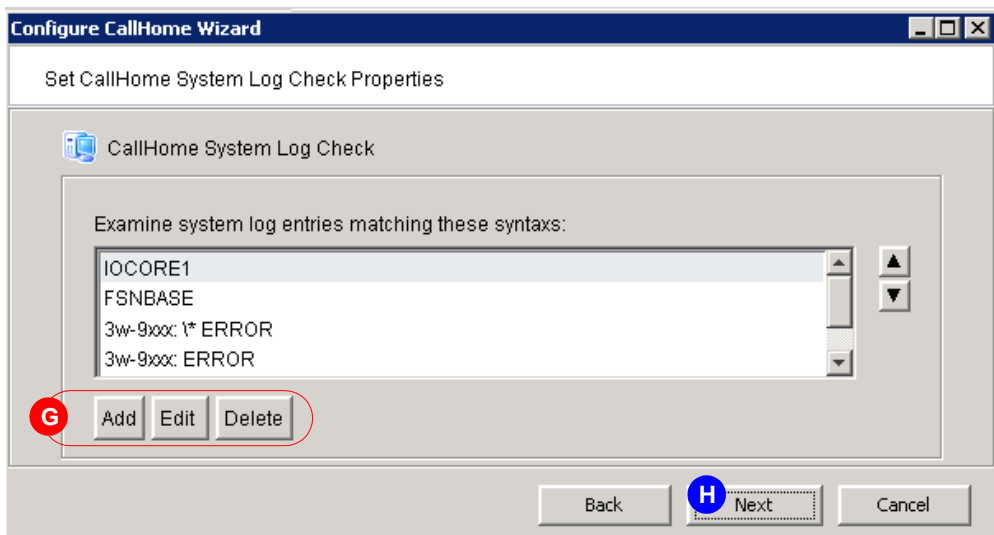 Configure CallHome Wizard
Set CallHome System Log Check Properties
CallHome System Log Check
Examine system log entries matching these syntaxs:
IOCORE1
FSNBASE
3w-9xxx: \* ERROR
3w-9xxx: ERROR
G Add Edit Delete
Back H Next Cancel